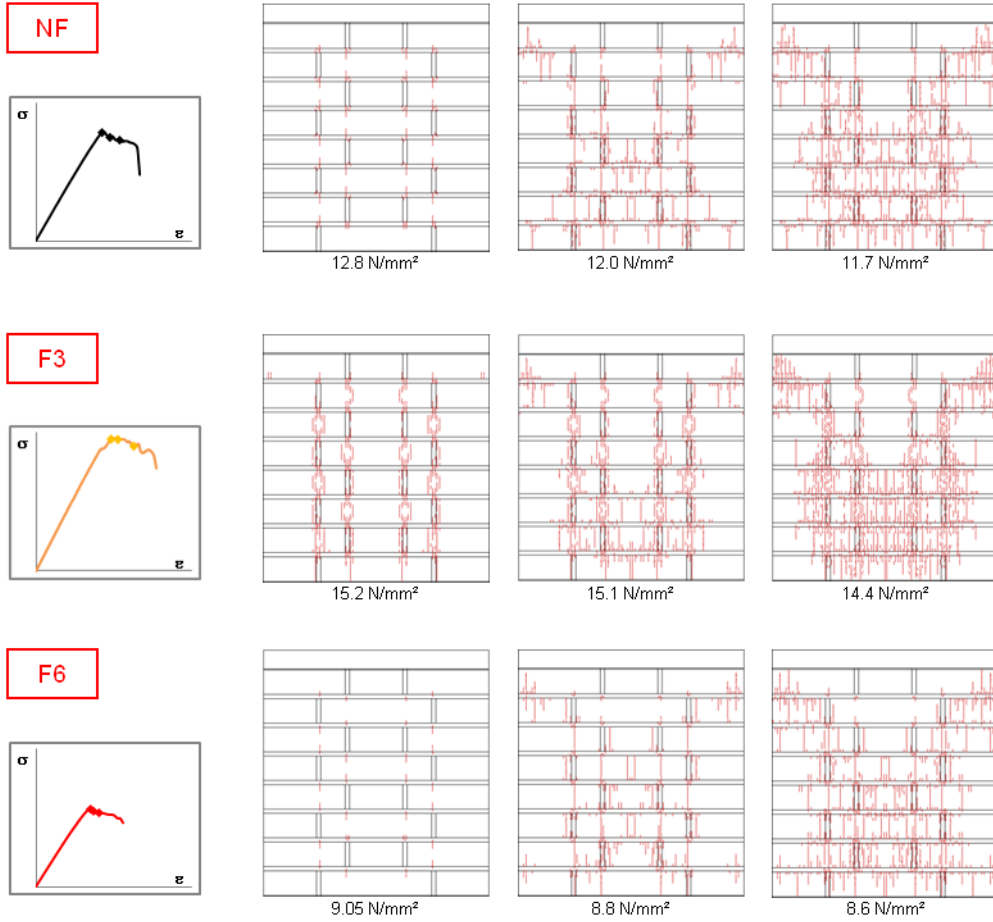 NF
σ
ε
12.8 N/mm²
12.0 N/mm²
11.7 N/mm²
F3
σ
ε
15.2 N/mm²
15.1 N/mm²
14.4 N/mm²
F6
σ
ε
9.05 N/mm²
8.8 N/mm²
8.6 N/mm²